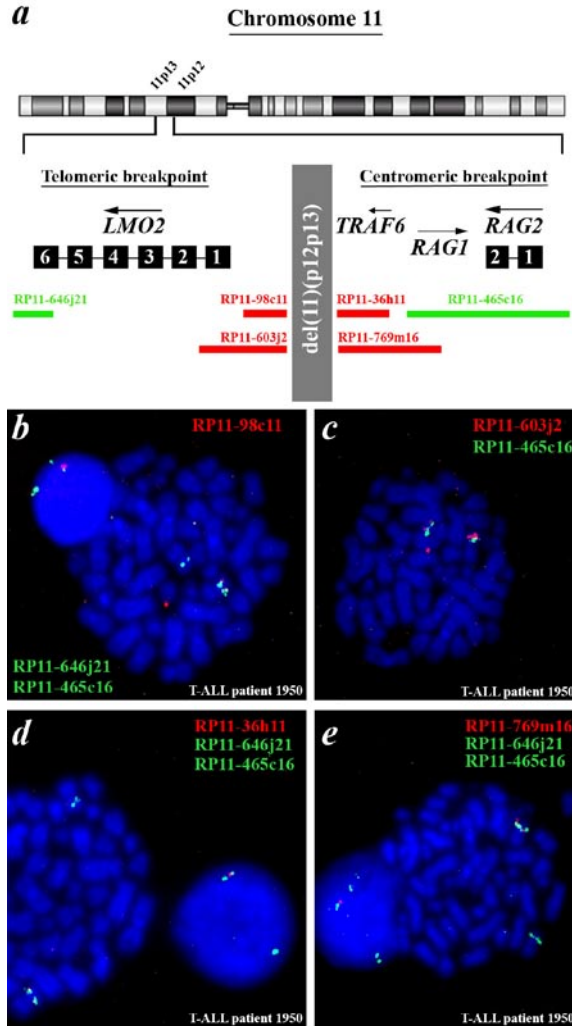 a
Chromosome 11
11p13
11p12
Telomeric breakpoint
Centromeric breakpoint
LMO2
TRAF6
RAG1
RAG2
6 5 4 3 2 1
2 1
del(11)(p12p13)
RP11-646j21
RP11-98c11
RP11-36h11
RP11-465c16
RP11-603j2
RP11-769m16
b
RP11-98c11
RP11-646j21
RP11-465c16
T-ALL patient 1950
c
RP11-603j2
RP11-465c16
T-ALL patient 1950
d
RP11-36h11
RP11-646j21
RP11-465c16
T-ALL patient 1950
e
RP11-769m16
RP11-646j21
RP11-465c16
T-ALL patient 1950